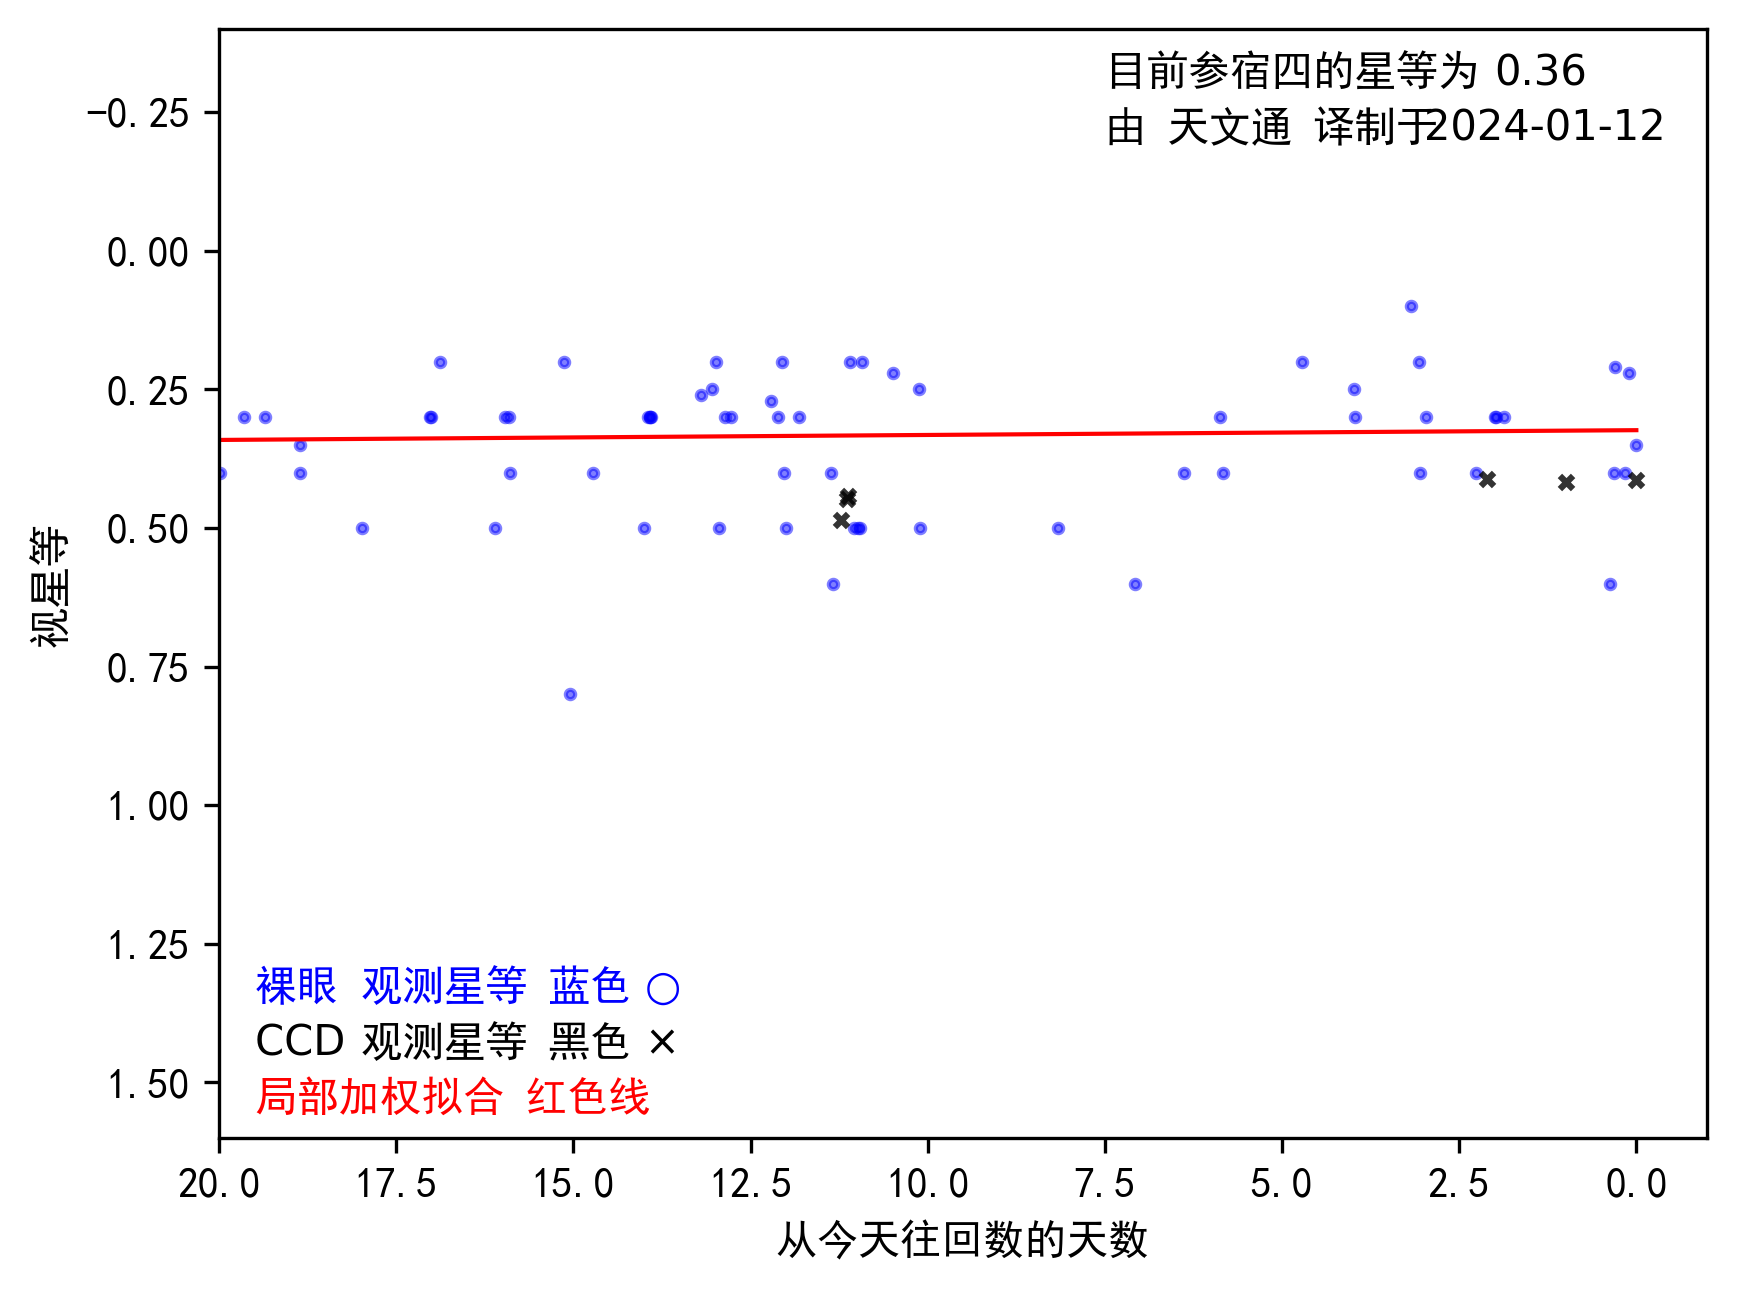 目前参宿四的星等为 0.36
由 天文通 译制于2024-01-12
−0.25
0.00
0.25
0.50
0.75
1.00
1.25
1.50
视星等
裸眼 观测星等 蓝色 ○
CCD 观测星等 黑色 ×
局部加权拟合 红色线
20.0 17.5 15.0 12.5 10.0 7.5 5.0 2.5 0.0
从今天往回数的天数